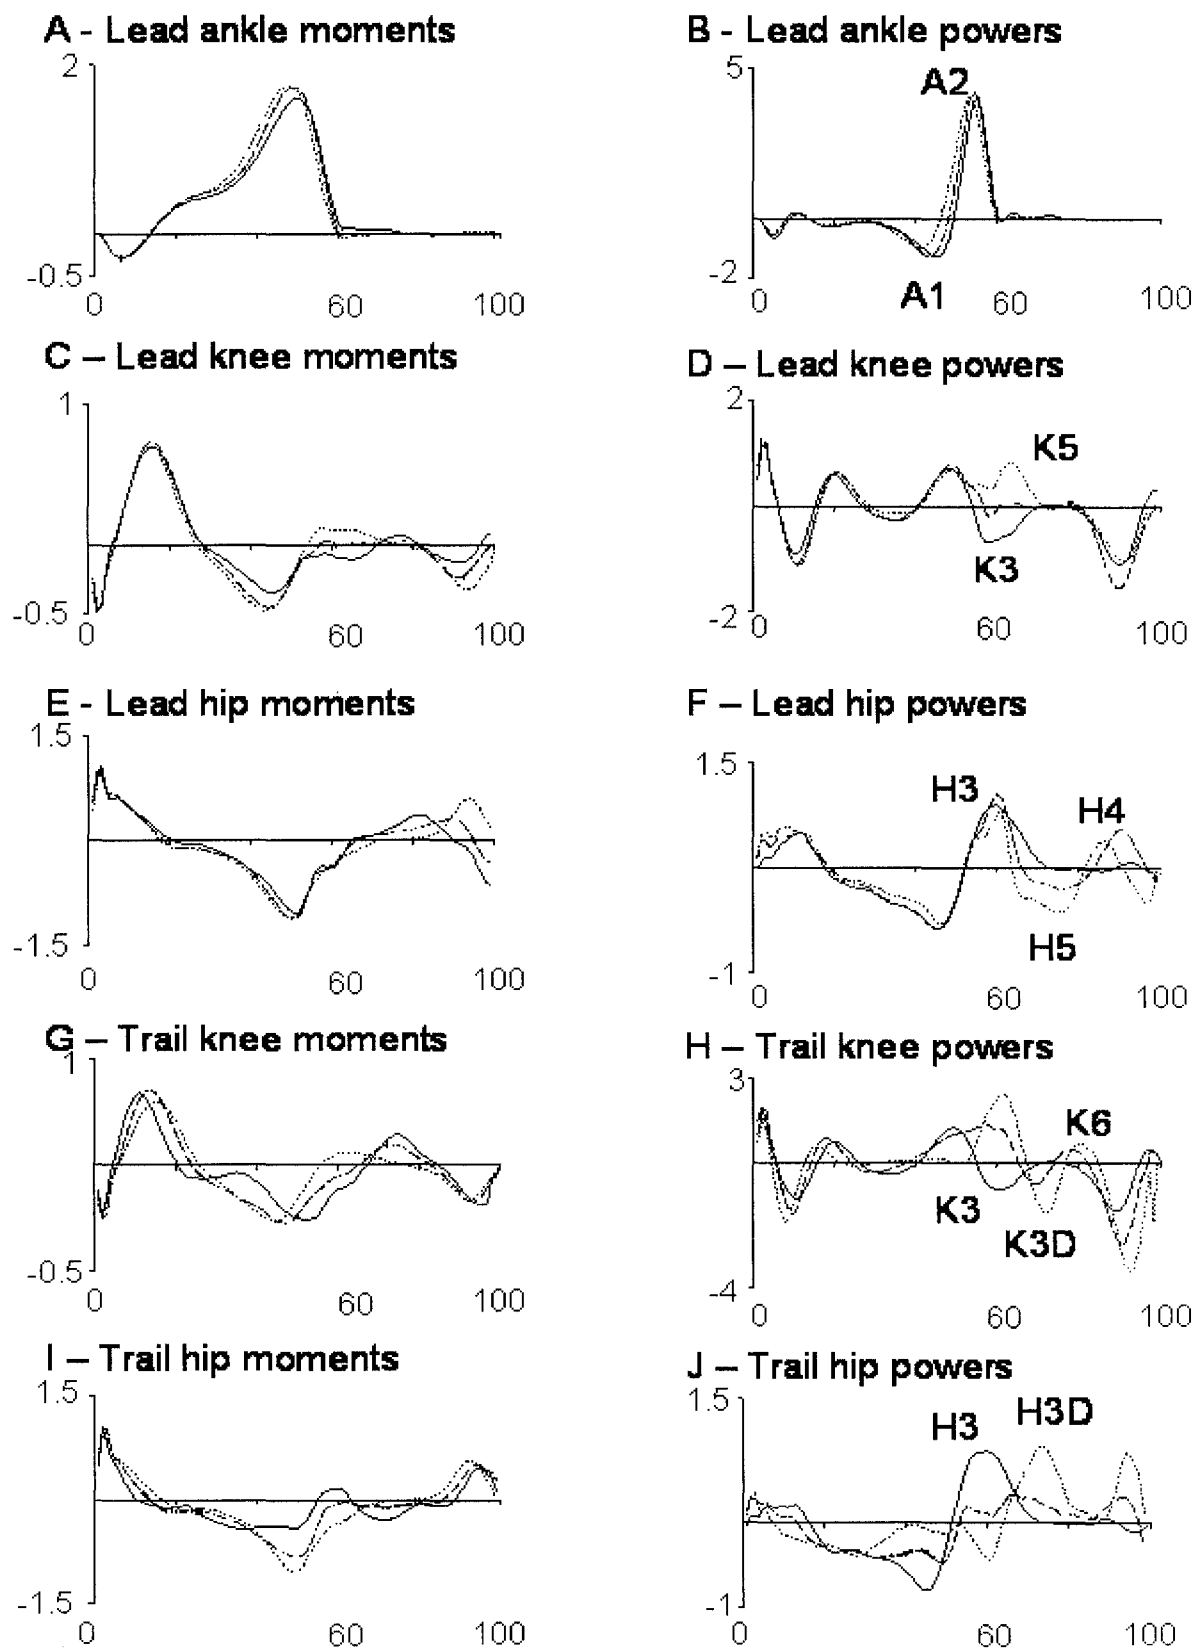 A - Lead ankle moments
2
-0.5
0
60
100
B - Lead ankle powers
5
A2
-2
A1
0
60
100
C – Lead knee moments
1
-0.5
0
60
100
D – Lead knee powers
2
K5
K3
-2
0
60
100
E - Lead hip moments
1.5
-1.5
0
60
100
F – Lead hip powers
1.5
H3
H4
H5
-1
0
60
100
G – Trail knee moments
1
-0.5
0
60
100
H – Trail knee powers
3
K6
K3
K3D
-4
0
60
100
I – Trail hip moments
1.5
-1.5
0
60
100
J – Trail hip powers
1.5
H3
H3D
-1
0
60
100